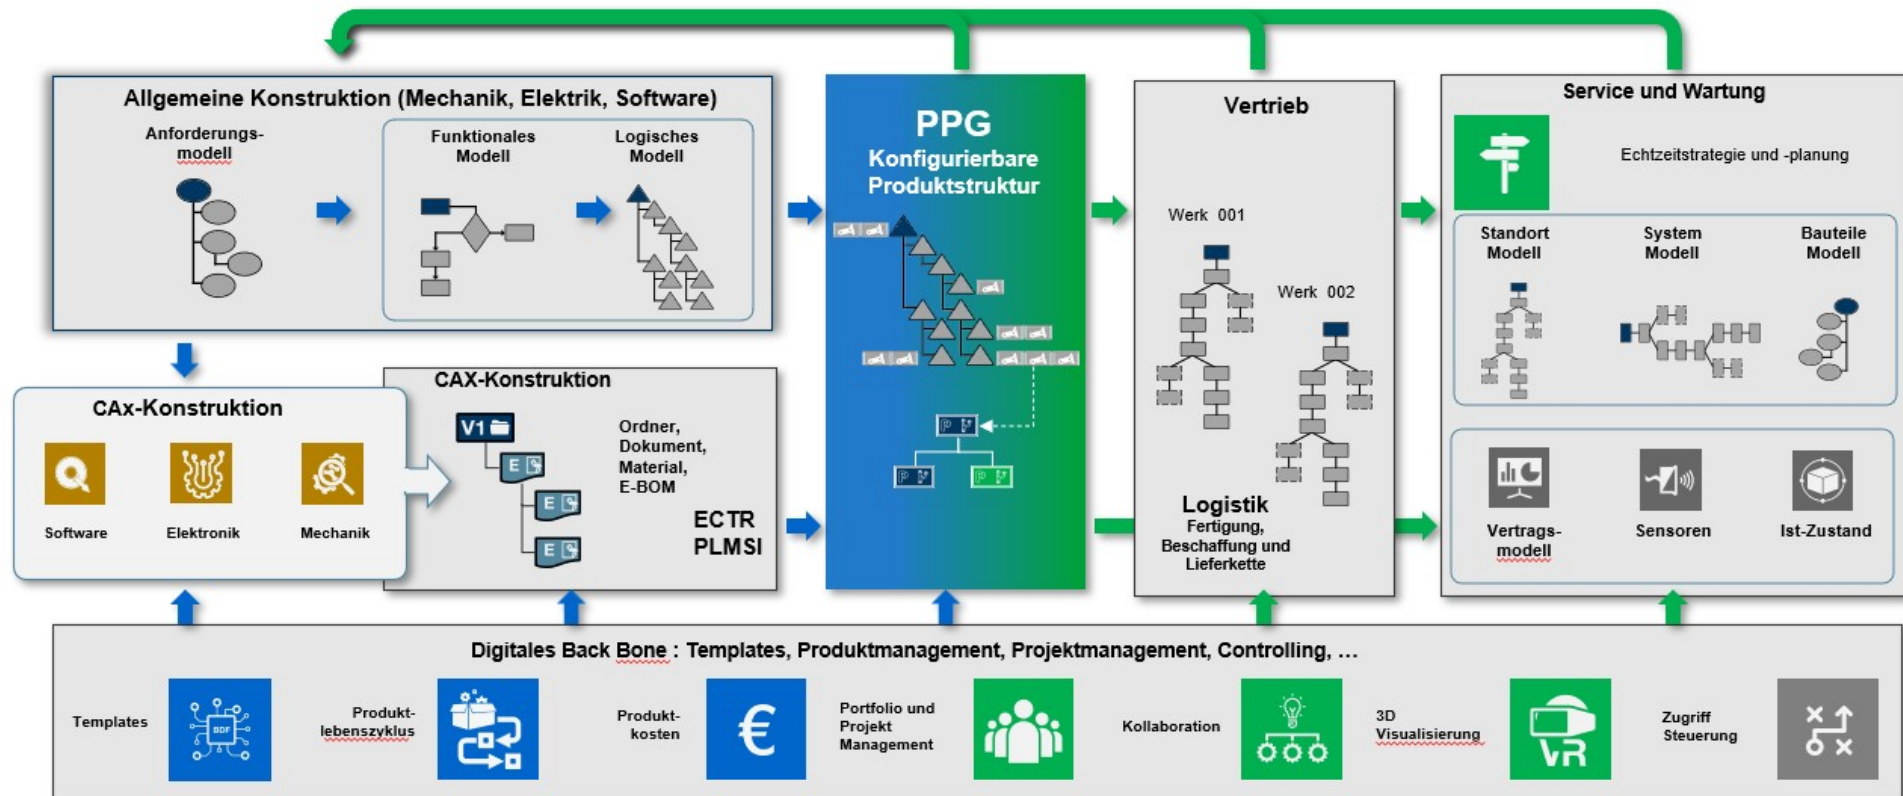 Allgemeine Konstruktion (Mechanik, Elektrik, Software)
Anforderungs-
modell
Funktionales
Modell
Logisches
Modell
CAx-Konstruktion
Software
Elektronik
Mechanik
CAX-Konstruktion
V1
E
E
E
Ordner,
Dokument,
Material,
E-BOM
ECTR
PLMSI
PPG
Konfigurierbare
Produktstruktur
P
P
P
Vertrieb
Werk 001
Werk 002
Logistik
Fertigung,
Beschaffung und
Lieferkette
Service und Wartung
Echtzeitstrategie und -planung
Standort
Modell
System
Modell
Bauteile
Modell
Vertrags-
modell
Sensoren
Ist-Zustand
Digitales Back Bone : Templates, Produktmanagement, Projektmanagement, Controlling, …
Templates
BDF
Produkt-
lebenszyklus
Produkt-
kosten
€
Portfolio und
Projekt
Management
Kollaboration
3D
Visualisierung
VR
Zugriff
Steuerung